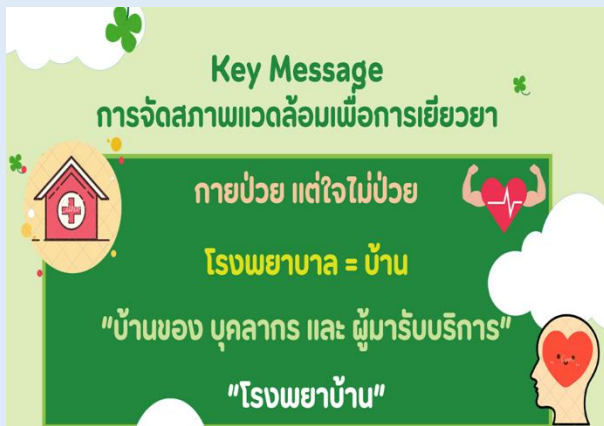 Key Message
การจัดสภาพแวดล้อมเพื่อการเยียวยา
กายป่วย แต่ใจไม่ป่วย
โรงพยาบาล = บ้าน
"บ้านของ บุคลากร และ ผู้มารับบริการ"
"โรงพยาบ้าน"